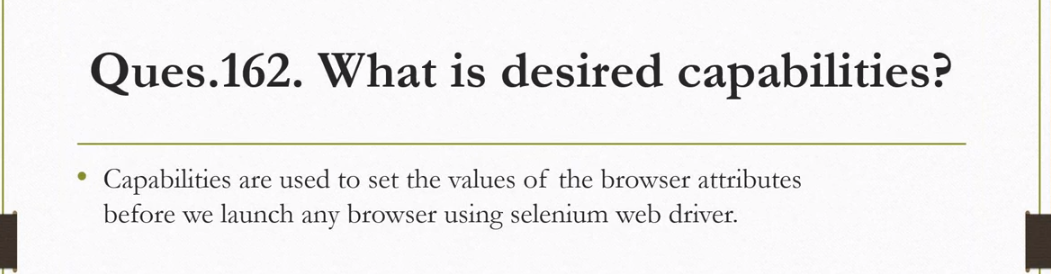 Ques.162. What is desired capabilities?
• Capabilities are used to set the values of the browser attributes
before we launch any browser using selenium web driver.